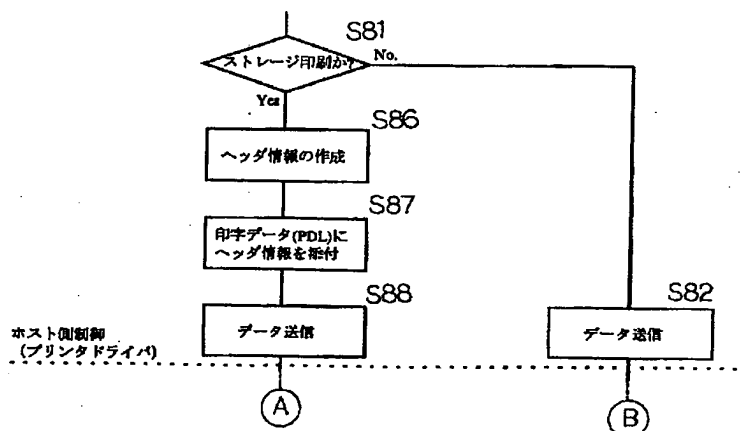 S81
ストレージ印刷か?
No.
Yes
S86
ヘッダ情報の作成
S87
印字データ(PDL)に
ヘッダ情報を添付
S88
データ送信
S82
データ送信
ホスト側制御
(プリンタドライバ)
A
B